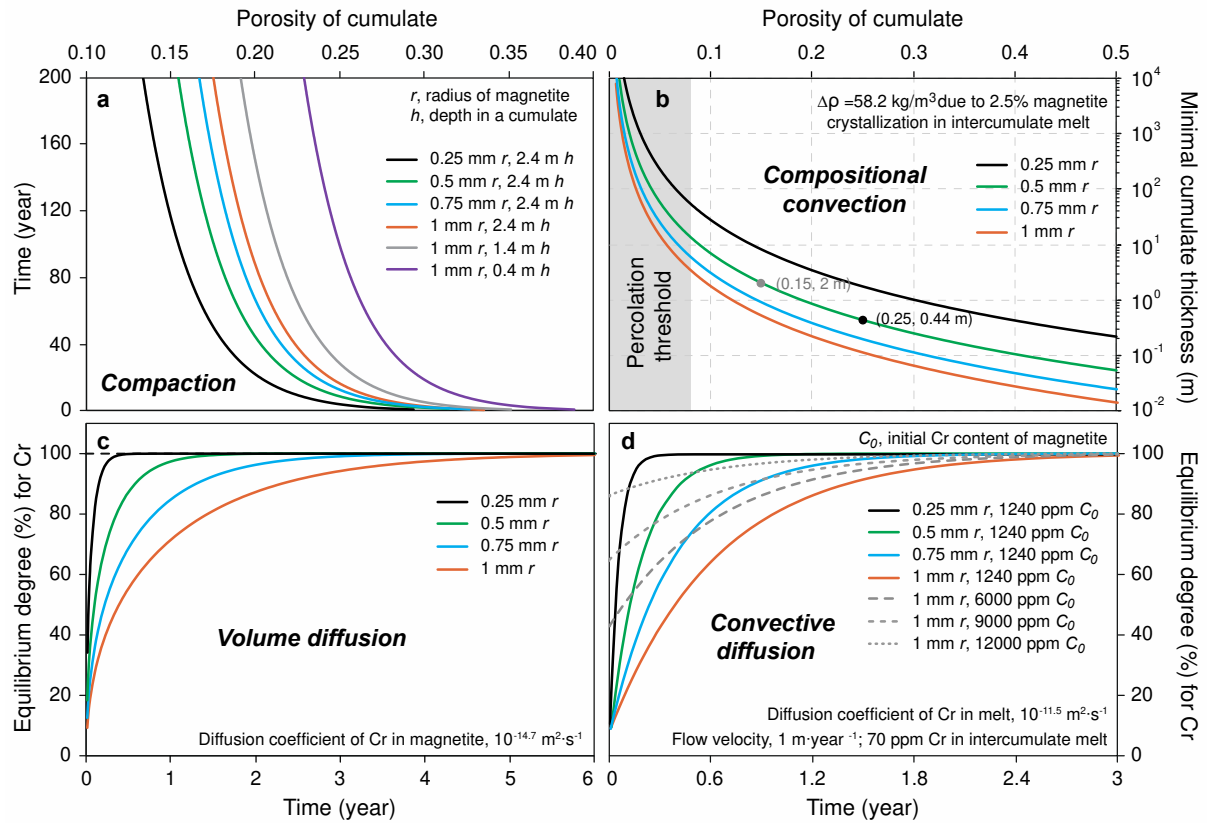 Porosity of cumulate
0.10 0.15 0.20 0.25 0.30 0.35 0.40
a
r, radius of magnetite
h, depth in a cumulate
0.25 mm r, 2.4 m h
0.5 mm r, 2.4 m h
0.75 mm r, 2.4 m h
1 mm r, 2.4 m h
1 mm r, 1.4 m h
1 mm r, 0.4 m h
Compaction
Time (year)
200
160
120
80
40
0
Porosity of cumulate
0 0.1 0.2 0.3 0.4 0.5
b
Δρ =58.2 kg/m³ due to 2.5% magnetite
crystallization in intercumulate melt
Compositional
convection
0.25 mm r
0.5 mm r
0.75 mm r
1 mm r
Percolation
threshold
(0.15, 2 m)
(0.25, 0.44 m)
10⁴
10³
10²
10¹
10⁰
10⁻¹
10⁻²
Minimal cumulate thickness (m)
c
0.25 mm r
0.5 mm r
0.75 mm r
1 mm r
Volume diffusion
Diffusion coefficient of Cr in magnetite, 10⁻¹⁴·⁷ m²·s⁻¹
Equilibrium degree (%) for Cr
100
80
60
40
20
0
0 1 2 3 4 5 6
Time (year)
d
C₀, initial Cr content of magnetite
0.25 mm r, 1240 ppm C₀
0.5 mm r, 1240 ppm C₀
0.75 mm r, 1240 ppm C₀
1 mm r, 1240 ppm C₀
1 mm r, 6000 ppm C₀
1 mm r, 9000 ppm C₀
1 mm r, 12000 ppm C₀
Convective
diffusion
Diffusion coefficient of Cr in melt, 10⁻¹¹·⁵ m²·s⁻¹
Flow velocity, 1 m·year ⁻¹; 70 ppm Cr in intercumulate melt
100
80
60
40
20
0
Equilibrium degree (%) for Cr
0 0.6 1.2 1.8 2.4 3
Time (year)